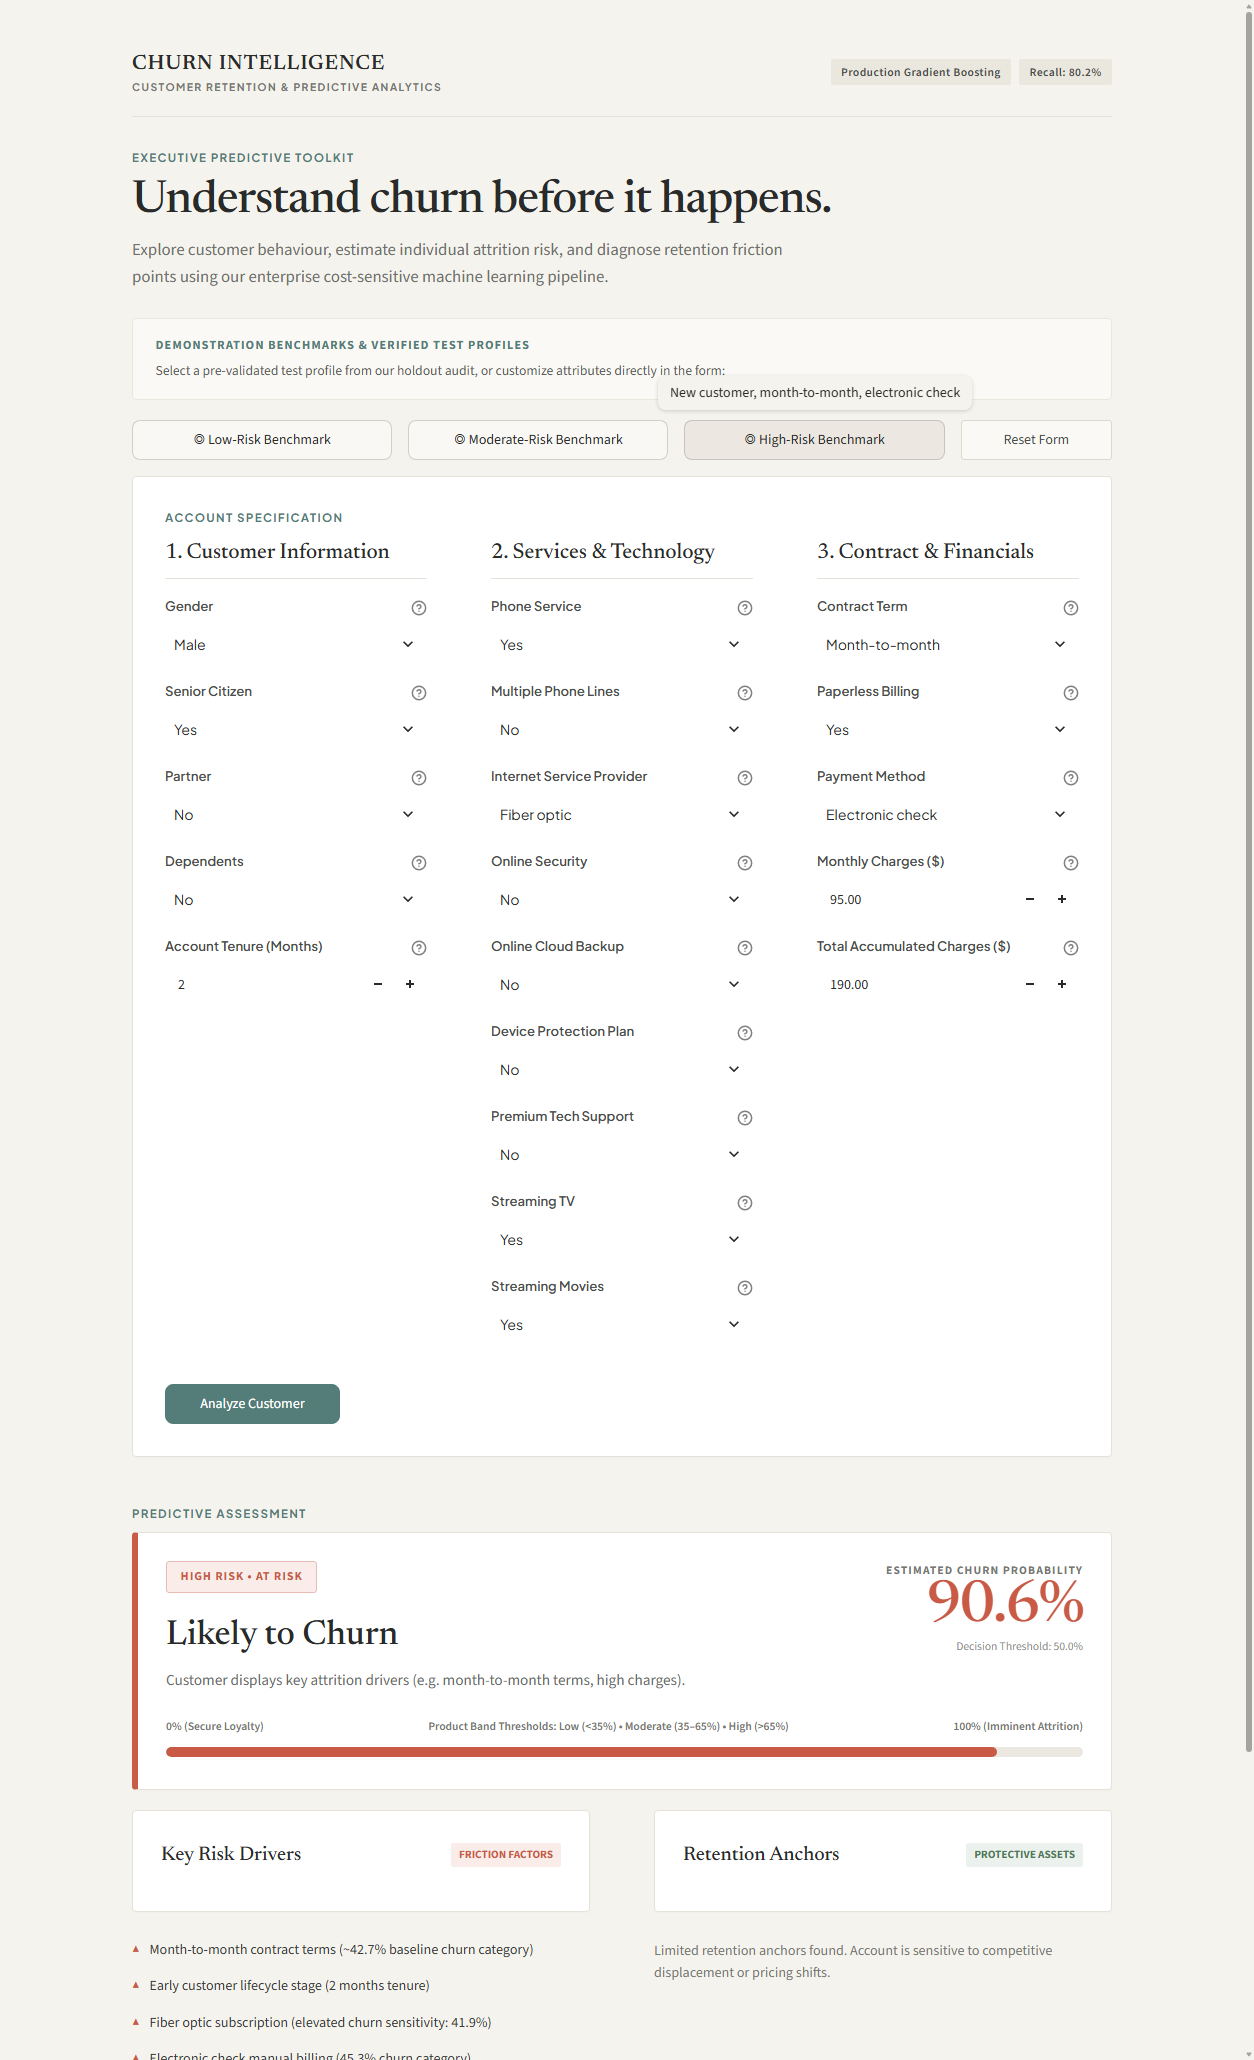 CHURN INTELLIGENCE
CUSTOMER RETENTION & PREDICTIVE ANALYTICS
Production Gradient Boosting
Recall: 80.2%
EXECUTIVE PREDICTIVE TOOLKIT
Understand churn before it happens.
Explore customer behaviour, estimate individual attrition risk, and diagnose retention friction
points using our enterprise cost-sensitive machine learning pipeline.
DEMONSTRATION BENCHMARKS & VERIFIED TEST PROFILES
Select a pre-validated test profile from our holdout audit, or customize attributes directly in the form:
New customer, month-to-month, electronic check
Low-Risk Benchmark
Moderate-Risk Benchmark
High-Risk Benchmark
Reset Form
ACCOUNT SPECIFICATION
1. Customer Information
Gender
Male
Senior Citizen
Yes
Partner
No
Dependents
No
Account Tenure (Months)
2
2. Services & Technology
Phone Service
Yes
Multiple Phone Lines
No
Internet Service Provider
Fiber optic
Online Security
No
Online Cloud Backup
No
Device Protection Plan
No
Premium Tech Support
No
Streaming TV
Yes
Streaming Movies
Yes
3. Contract & Financials
Contract Term
Month-to-month
Paperless Billing
Yes
Payment Method
Electronic check
Monthly Charges ($)
95.00
Total Accumulated Charges ($)
190.00
Analyze Customer
PREDICTIVE ASSESSMENT
HIGH RISK • AT RISK
Likely to Churn
Customer displays key attrition drivers (e.g. month-to-month terms, high charges).
ESTIMATED CHURN PROBABILITY
90.6%
Decision Threshold: 50.0%
0% (Secure Loyalty)
Product Band Thresholds: Low (<35%) • Moderate (35–65%) • High (>65%)
100% (Imminent Attrition)
Key Risk Drivers
FRICTION FACTORS
▲ Month-to-month contract terms (~42.7% baseline churn category)
▲ Early customer lifecycle stage (2 months tenure)
▲ Fiber optic subscription (elevated churn sensitivity: 41.9%)
▲ Electronic check manual billing (45.3% churn category)
Retention Anchors
PROTECTIVE ASSETS
Limited retention anchors found. Account is sensitive to competitive
displacement or pricing shifts.